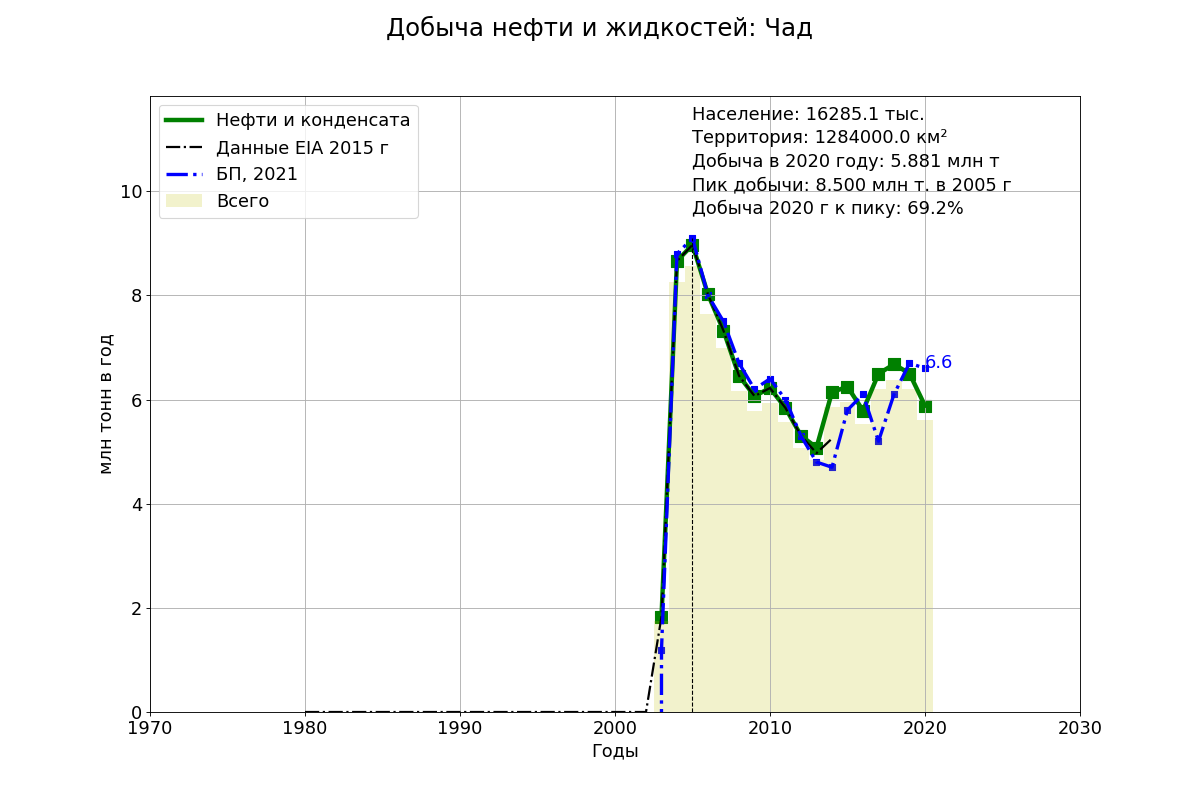 Добыча нефти и жидкостей: Чад
Нефти и конденсата
Данные EIA 2015 г
БП, 2021
Всего
Население: 16285.1 тыс.
Территория: 1284000.0 км²
Добыча в 2020 году: 5.881 млн т
Пик добычи: 8.500 млн т. в 2005 г
Добыча 2020 г к пику: 69.2%
6.6
млн тонн в год
10
8
6
4
2
0
1970 1980 1990 2000 2010 2020 2030
Годы